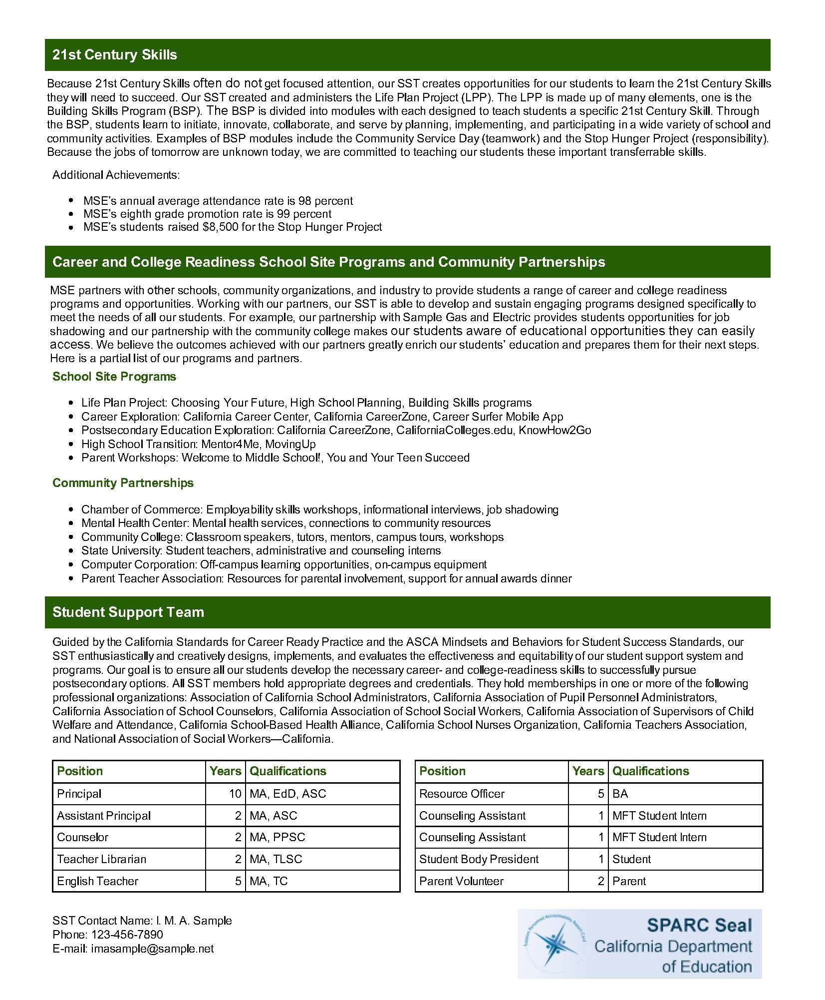 21st Century Skills
Because 21st Century Skills often do not get focused attention, our SST creates opportunities for our students to learn the 21st Century Skills
they will need to succeed. Our SST created and administers the Life Plan Project (LPP). The LPP is made up of many elements, one is the
Building Skills Program (BSP). The BSP is divided into modules with each designed to teach students a specific 21st Century Skill. Through
the BSP, students learn to initiate, innovate, collaborate, and serve by planning, implementing, and participating in a wide variety of school and
community activities. Examples of BSP modules include the Community Service Day (teamwork) and the Stop Hunger Project (responsibility).
Because the jobs of tomorrow are unknown today, we are committed to teaching our students these important transferrable skills.
Additional Achievements:
• MSE's annual average attendance rate is 98 percent
• MSE's eighth grade promotion rate is 99 percent
• MSE's students raised $8,500 for the Stop Hunger Project
Career and College Readiness School Site Programs and Community Partnerships
MSE partners with other schools, community organizations, and industry to provide students a range of career and college readiness
programs and opportunities. Working with our partners, our SST is able to develop and sustain engaging programs designed specifically to
meet the needs of all our students. For example, our partnership with Sample Gas and Electric provides students opportunities for job
shadowing and our partnership with the community college makes our students aware of educational opportunities they can easily
access. We believe the outcomes achieved with our partners greatly enrich our students' education and prepares them for their next steps.
Here is a partial list of our programs and partners.
School Site Programs
• Life Plan Project: Choosing Your Future, High School Planning, Building Skills programs
• Career Exploration: California Career Center, California CareerZone, Career Surfer Mobile App
• Postsecondary Education Exploration: California CareerZone, CaliforniaColleges.edu, KnowHow2Go
• High School Transition: Mentor4Me, MovingUp
• Parent Workshops: Welcome to Middle School!, You and Your Teen Succeed
Community Partnerships
• Chamber of Commerce: Employability skills workshops, informational interviews, job shadowing
• Mental Health Center: Mental health services, connections to community resources
• Community College: Classroom speakers, tutors, mentors, campus tours, workshops
• State University: Student teachers, administrative and counseling interns
• Computer Corporation: Off-campus learning opportunities, on-campus equipment
• Parent Teacher Association: Resources for parental involvement, support for annual awards dinner
Student Support Team
Guided by the California Standards for Career Ready Practice and the ASCA Mindsets and Behaviors for Student Success Standards, our
SST enthusiastically and creatively designs, implements, and evaluates the effectiveness and equitability of our student support system and
programs. Our goal is to ensure all our students develop the necessary career- and college-readiness skills to successfully pursue
postsecondary options. All SST members hold appropriate degrees and credentials. They hold memberships in one or more of the following
professional organizations: Association of California School Administrators, California Association of Pupil Personnel Administrators,
California Association of School Counselors, California Association of School Social Workers, California Association of Supervisors of Child
Welfare and Attendance, California School-Based Health Alliance, California School Nurses Organization, California Teachers Association,
and National Association of Social Workers—California.
Position Years Qualifications
Principal 10 MA, EdD, ASC
Assistant Principal 2 MA, ASC
Counselor 2 MA, PPSC
Teacher Librarian 2 MA, TLSC
English Teacher 5 MA, TC
Position Years Qualifications
Resource Officer 5 BA
Counseling Assistant 1 MFT Student Intern
Counseling Assistant 1 MFT Student Intern
Student Body President 1 Student
Parent Volunteer 2 Parent
SST Contact Name: I. M. A. Sample
Phone: 123-456-7890
E-mail: imasample@sample.net
Support Personnel Accountability Report Card
SPARC Seal
California Department
of Education